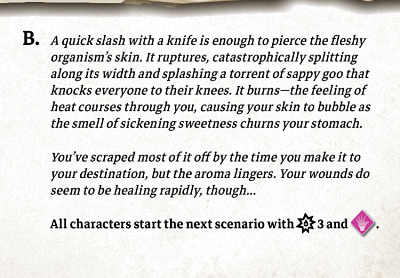 B. A quick slash with a knife is enough to pierce the fleshy
organism's skin. It ruptures, catastrophically splitting
along its width and splashing a torrent of sappy goo that
knocks everyone to their knees. It burns—the feeling of
heat courses through you, causing your skin to bubble as
the smell of sickening sweetness churns your stomach.
You've scraped most of it off by the time you make it to
your destination, but the aroma lingers. Your wounds do
seem to be healing rapidly, though...
All characters start the next scenario with 3 and .